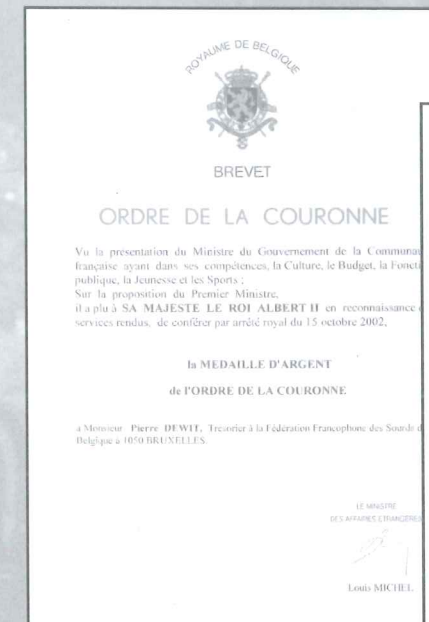 ROYAUME DE BELGIQUE
BREVET
ORDRE DE LA COURONNE
Vu la présentation du Ministre du Gouvernement de la Communau
française ayant dans ses compétences, la Culture, le Budget, la Foncti
publique, la Jeunesse et les Sports ;
Sur la proposition du Premier Ministre,
il a plu à SA MAJESTE LE ROI ALBERT II en reconnaissance
services rendus, de conférer par arrêté royal du 15 octobre 2002,
la MEDAILLE D'ARGENT
de l'ORDRE DE LA COURONNE
à Monsieur Pierre DEWIT, Trésorier à la Fédération Francophone des Sourds d
Belgique à 1050 BRUXELLES.
LE MINISTRE
DES AFFAIRES ETRANGERES
Louis MICHEL